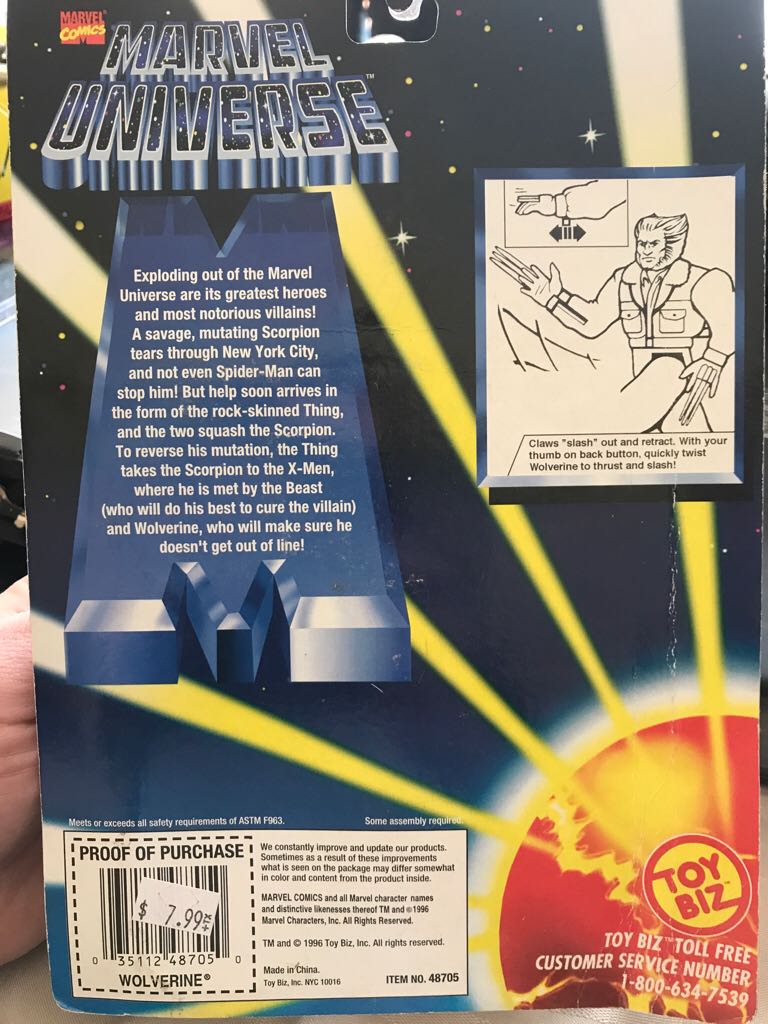 MARVEL
COMICS
MARVEL
UNIVERSE™
Exploding out of the Marvel
Universe are its greatest heroes
and most notorious villains!
A savage, mutating Scorpion
tears through New York City,
and not even Spider-Man can
stop him! But help soon arrives in
the form of the rock-skinned Thing,
and the two squash the Scorpion.
To reverse his mutation, the Thing
takes the Scorpion to the X-Men,
where he is met by the Beast
(who will do his best to cure the villain)
and Wolverine, who will make sure he
doesn't get out of line!
Claws "slash" out and retract. With your
thumb on back button, quickly twist
Wolverine to thrust and slash!
Meets or exceeds all safety requirements of ASTM F963.
Some assembly required.
PROOF OF PURCHASE
$ 7.99
0 35112 48705 0
WOLVERINE®
We constantly improve and update our products.
Sometimes as a result of these improvements
what is seen on the package may differ somewhat
in color and content from the product inside.
MARVEL COMICS and all Marvel character names
and distinctive likenesses thereof TM and ©1996
Marvel Characters, Inc. All Rights Reserved.
TM and © 1996 Toy Biz, Inc. All rights reserved.
Made in China.
Toy Biz, Inc. NYC 10016
ITEM NO. 48705
TOY
BIZ™
TOY BIZ™ TOLL FREE
CUSTOMER SERVICE NUMBER
1-800-634-7539